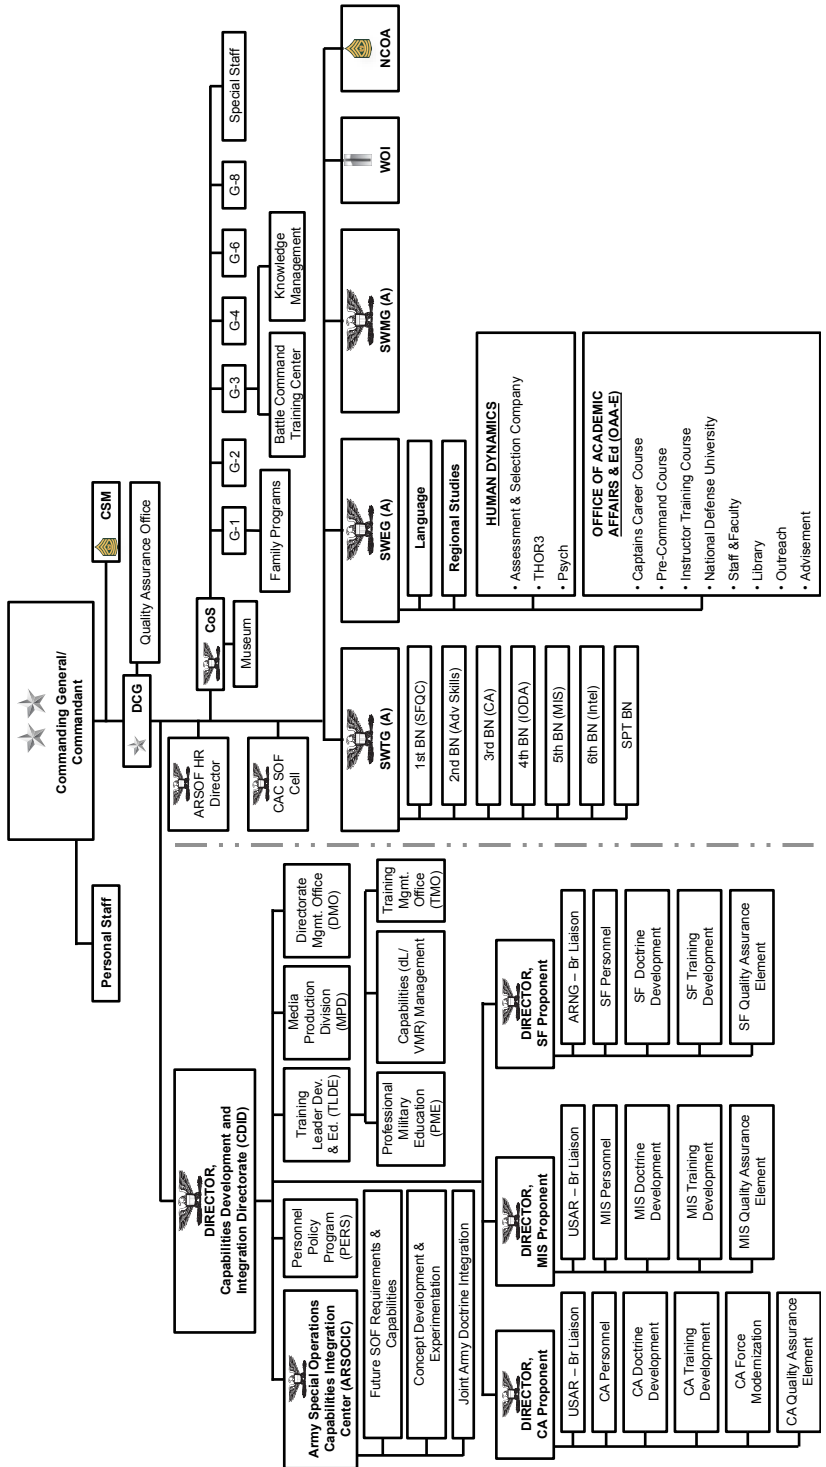 Commanding General/
Commandant
Personal Staff
CSM
DCG
Quality Assurance Office
DIRECTOR,
Capabilities Development and
Integration Directorate (CDID)
ARSOF HR
Director
CAC SOF
Cell
CoS
Museum
G-1
G-2
G-3
G-4
G-6
G-8
Special Staff
Family Programs
Battle Command
Training Center
Knowledge
Management
Army Special Operations
Capabilities Integration
Center (ARSOCIC)
Future SOF Requirements &
Capabilities
Concept Development &
Experimentation
Joint Army Doctrine Integration
Personnel
Policy
Program
(PERS)
Training
Leader Dev.
& Ed. (TLDE)
Media
Production
Division
(MPD)
Directorate
Mgmt. Office
(DMO)
Professional
Military
Education
(PME)
Capabilities (dL/
VMR) Management
Training
Mgmt.
Office
(TMO)
DIRECTOR,
CA Proponent
USAR – Br Liaison
CA Personnel
CA Doctrine
Development
CA Training
Development
CA Force
Modernization
CA Quality Assurance
Element
DIRECTOR,
MIS Proponent
USAR – Br Liaison
MIS Personnel
MIS Doctrine
Development
MIS Training
Development
MIS Quality Assurance
Element
DIRECTOR,
SF Proponent
ARNG – Br Liaison
SF Personnel
SF Doctrine
Development
SF Training
Development
SF Quality Assurance
Element
SWTG (A)
1st BN (SFQC)
2nd BN (Adv Skills)
3rd BN (CA)
4th BN (IODA)
5th BN (MIS)
6th BN (Intel)
SPT BN
SWEG (A)
Language
Regional Studies
HUMAN DYNAMICS
• Assessment & Selection Company
• THOR3
• Psych
OFFICE OF ACADEMIC
AFFAIRS & Ed (OAA-E)
• Captains Career Course
• Pre-Command Course
• Instructor Training Course
• National Defense University
• Staff &Faculty
• Library
• Outreach
• Advisement
SWMG (A)
WOI
NCOA